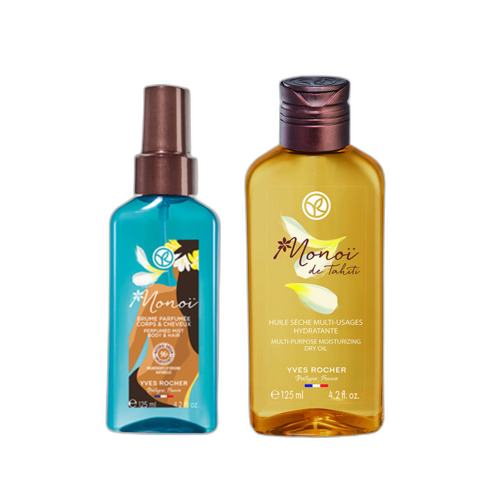 Monoï
BRUME PARFUMÉE
CORPS & CHEVEUX
PERFUMED MIST
BODY & HAIR
YVES ROCHER
Bretagne, France
℮125 ml 4.2 fl. oz.
Monoï
de Tahiti
HUILE SÈCHE MULTI-USAGES
HYDRATANTE
MULTI-PURPOSE MOISTURIZING
DRY OIL
YVES ROCHER
Bretagne, France
℮125 ml 4.2 fl. oz.